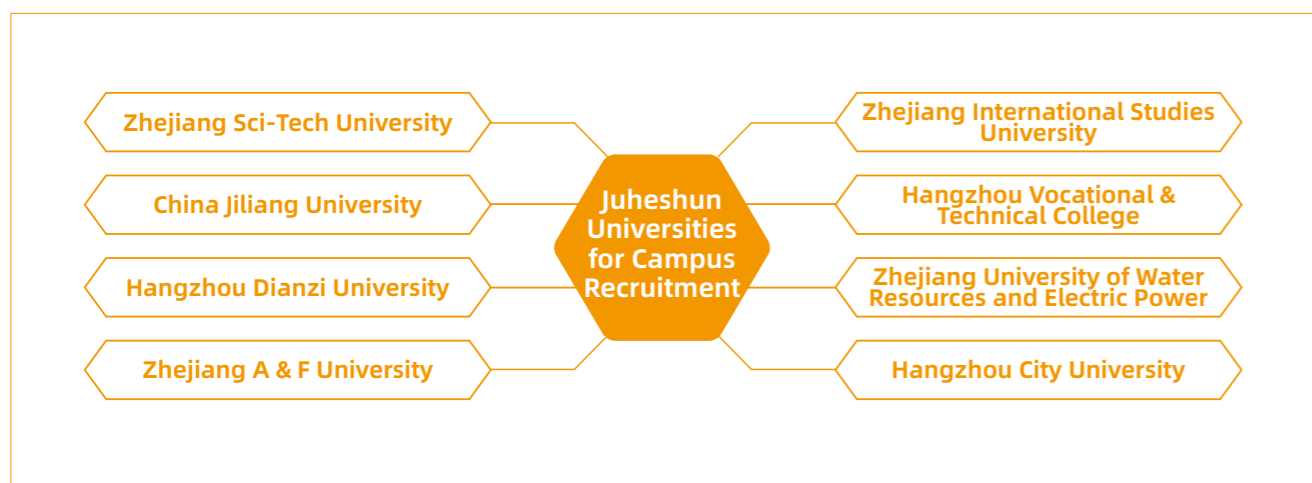 Zhejiang Sci-Tech University
China Jiliang University
Hangzhou Dianzi University
Zhejiang A & F University
Juheshun
Universities
for Campus
Recruitment
Zhejiang International Studies
University
Hangzhou Vocational &
Technical College
Zhejiang University of Water
Resources and Electric Power
Hangzhou City University